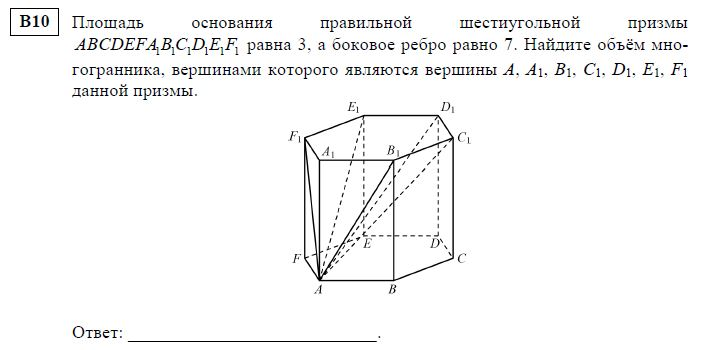 B10
Площадь основания правильной шестиугольной призмы
ABCDEFA₁B₁C₁D₁E₁F₁ равна 3, а боковое ребро равно 7. Найдите объём мно-
гогранника, вершинами которого являются вершины A, A₁, B₁, C₁, D₁, E₁, F₁
данной призмы.
E₁ D₁
F₁ A₁ B₁ C₁
F E D C
A B
Ответ: ____________________________.